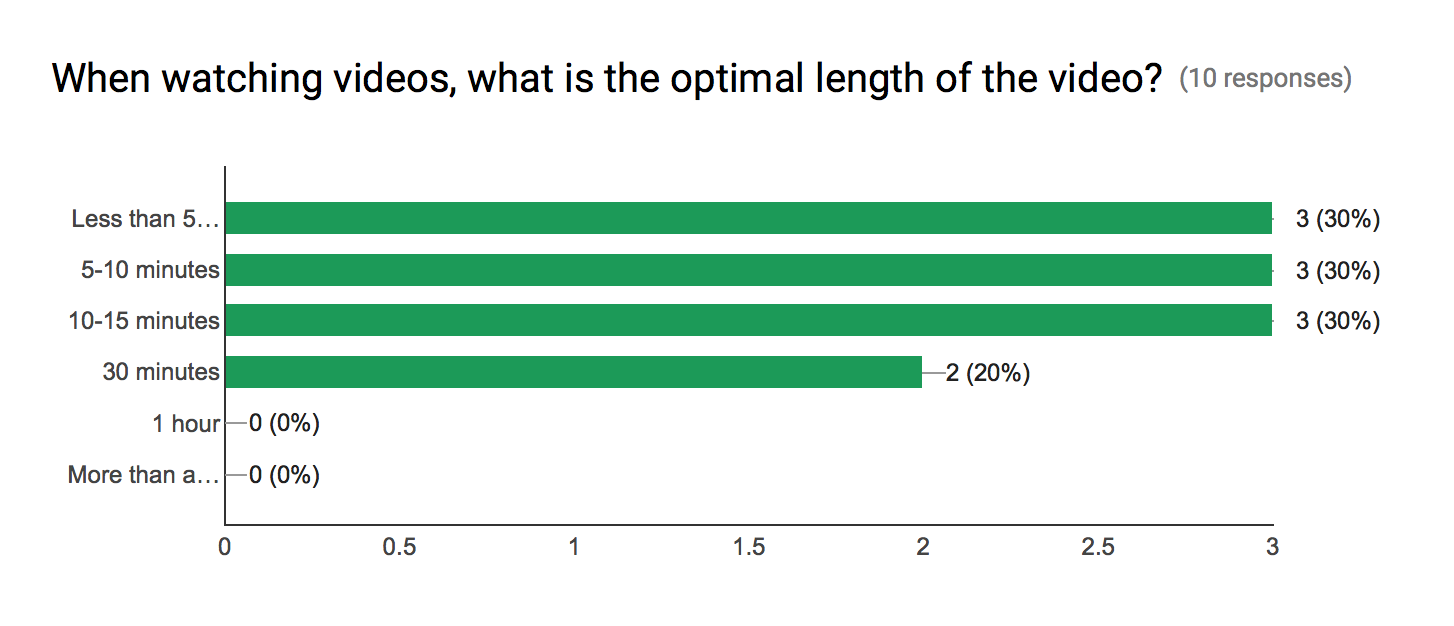 When watching videos, what is the optimal length of the video? (10 responses)
Less than 5… 3 (30%)
5-10 minutes 3 (30%)
10-15 minutes 3 (30%)
30 minutes 2 (20%)
1 hour 0 (0%)
More than a… 0 (0%)
0 0.5 1 1.5 2 2.5 3